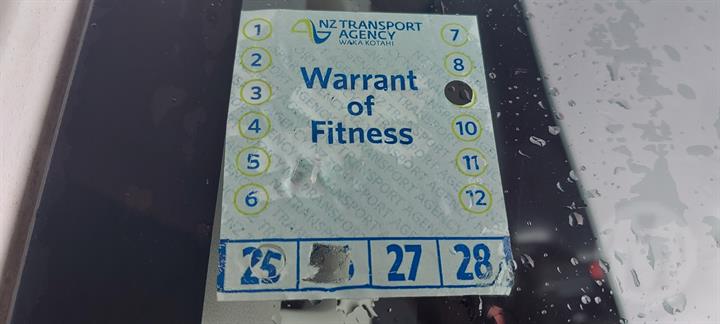 NZ TRANSPORT
AGENCY
WAKA KOTAHI
Warrant
of
Fitness
1
2
3
4
5
6
7
8
10
11
12
25 27 28